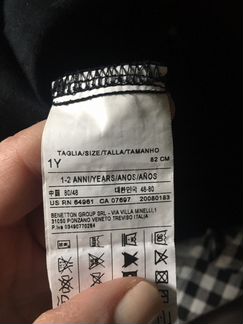 TAGLIA/SIZE/TALLA/TAMANHO
1Y 82 CM
1-2 ANNI/YEARS/ANOS/AÑOS
中国 80/48 대한민국 48-80
US RN 64961 CA 07697 20080183
BENETTON GROUP SRL - VIA VILLA MINELLI,1
31050 PONZANO VENETO TREVISO ITALIA
P.Iva 03490770264